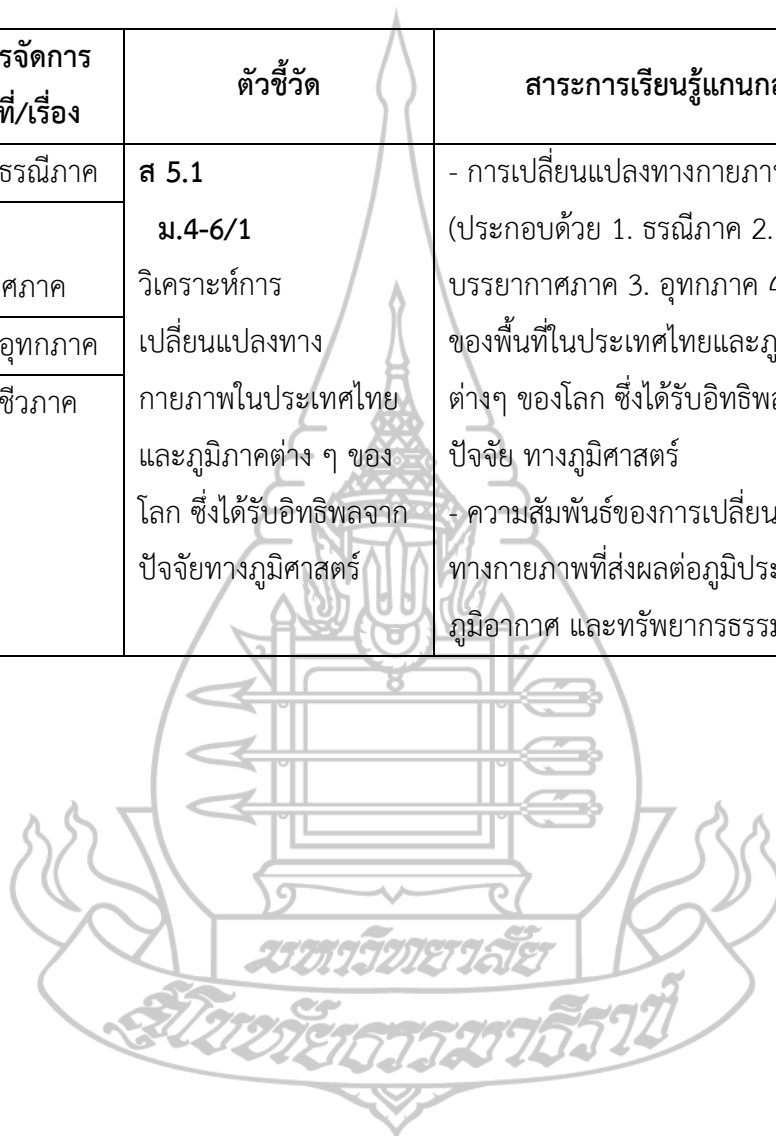 รจัดการ
ที่/เรื่อง
ตัวชี้วัด
สาระการเรียนรู้แกนกล
ธรณีภาค
ศภาค
อุทกภาค
ชีวภาค
ส 5.1
ม.4-6/1
วิเคราะห์การ
เปลี่ยนแปลงทาง
กายภาพในประเทศไทย
และภูมิภาคต่าง ๆ ของ
โลก ซึ่งได้รับอิทธิพลจาก
ปัจจัยทางภูมิศาสตร์
- การเปลี่ยนแปลงทางกายภาพ
(ประกอบด้วย 1. ธรณีภาค 2.
บรรยากาศภาค 3. อุทกภาค 4
ของพื้นที่ในประเทศไทยและภู
ต่างๆ ของโลก ซึ่งได้รับอิทธิพล
ปัจจัย ทางภูมิศาสตร์
- ความสัมพันธ์ของการเปลี่ยน
ทางกายภาพที่ส่งผลต่อภูมิประ
ภูมิอากาศ และทรัพยากรธรรม
มหาวิทยาลัย
สุโขทัยธรรมาธิราช